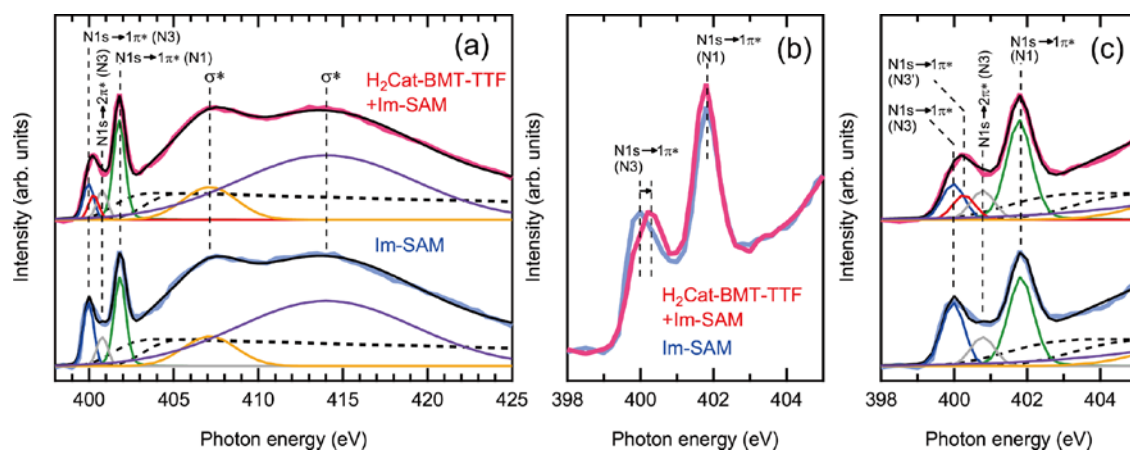 (a)
N1s→1π* (N3)
N1s→2π* (N3)
N1s→1π* (N1)
σ*
σ*
H₂Cat-BMT-TTF
+Im-SAM
Im-SAM
Intensity (arb. units)
400 405 410 415 420 425
Photon energy (eV)
(b)
N1s→1π*
(N1)
N1s→1π*
(N3)
H₂Cat-BMT-TTF
+Im-SAM
Im-SAM
Intensity (arb. units)
398 400 402 404
Photon energy (eV)
(c)
N1s→1π*
(N3')
N1s→1π*
(N3)
N1s→2π* (N3)
N1s→1π*
(N1)
Intensity (arb. units)
398 400 402 404
Photon energy (eV)